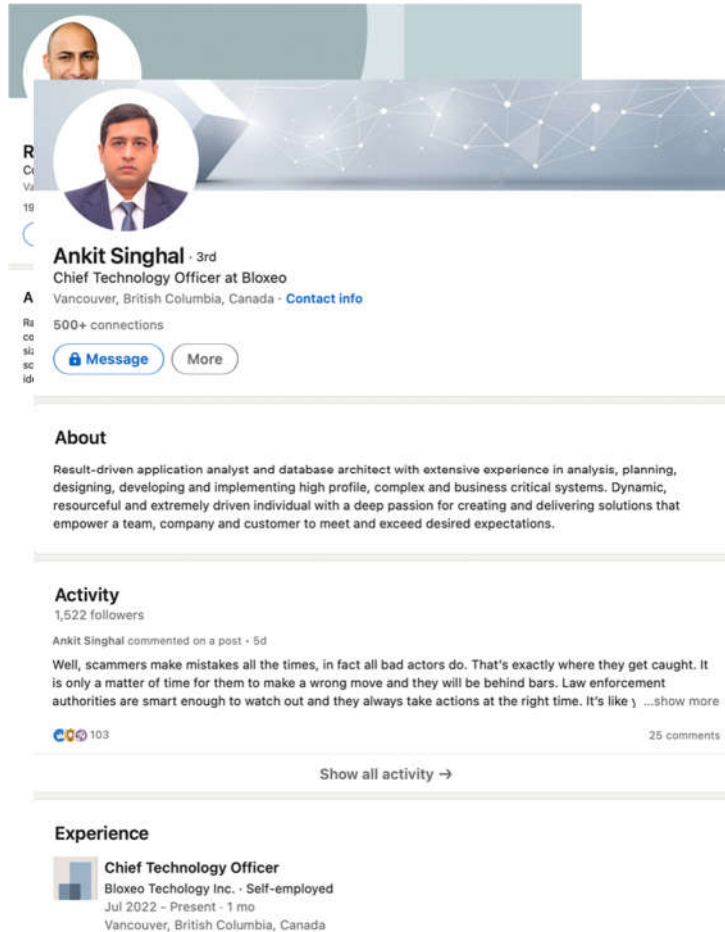 R
Co
Va
19
A
Ra
co
siz
sc
ide
Ankit Singhal · 3rd
Chief Technology Officer at Bloxeo
Vancouver, British Columbia, Canada · Contact info
500+ connections
Message
More
About
Result-driven application analyst and database architect with extensive experience in analysis, planning,
designing, developing and implementing high profile, complex and business critical systems. Dynamic,
resourceful and extremely driven individual with a deep passion for creating and delivering solutions that
empower a team, company and customer to meet and exceed desired expectations.
Activity
1,522 followers
Ankit Singhal commented on a post • 5d
Well, scammers make mistakes all the times, in fact all bad actors do. That's exactly where they get caught. It
is only a matter of time for them to make a wrong move and they will be behind bars. Law enforcement
authorities are smart enough to watch out and they always take actions at the right time. It's like y ...show more
103
25 comments
Show all activity →
Experience
Chief Technology Officer
Bloxeo Techology Inc. · Self-employed
Jul 2022 - Present · 1 mo
Vancouver, British Columbia, Canada